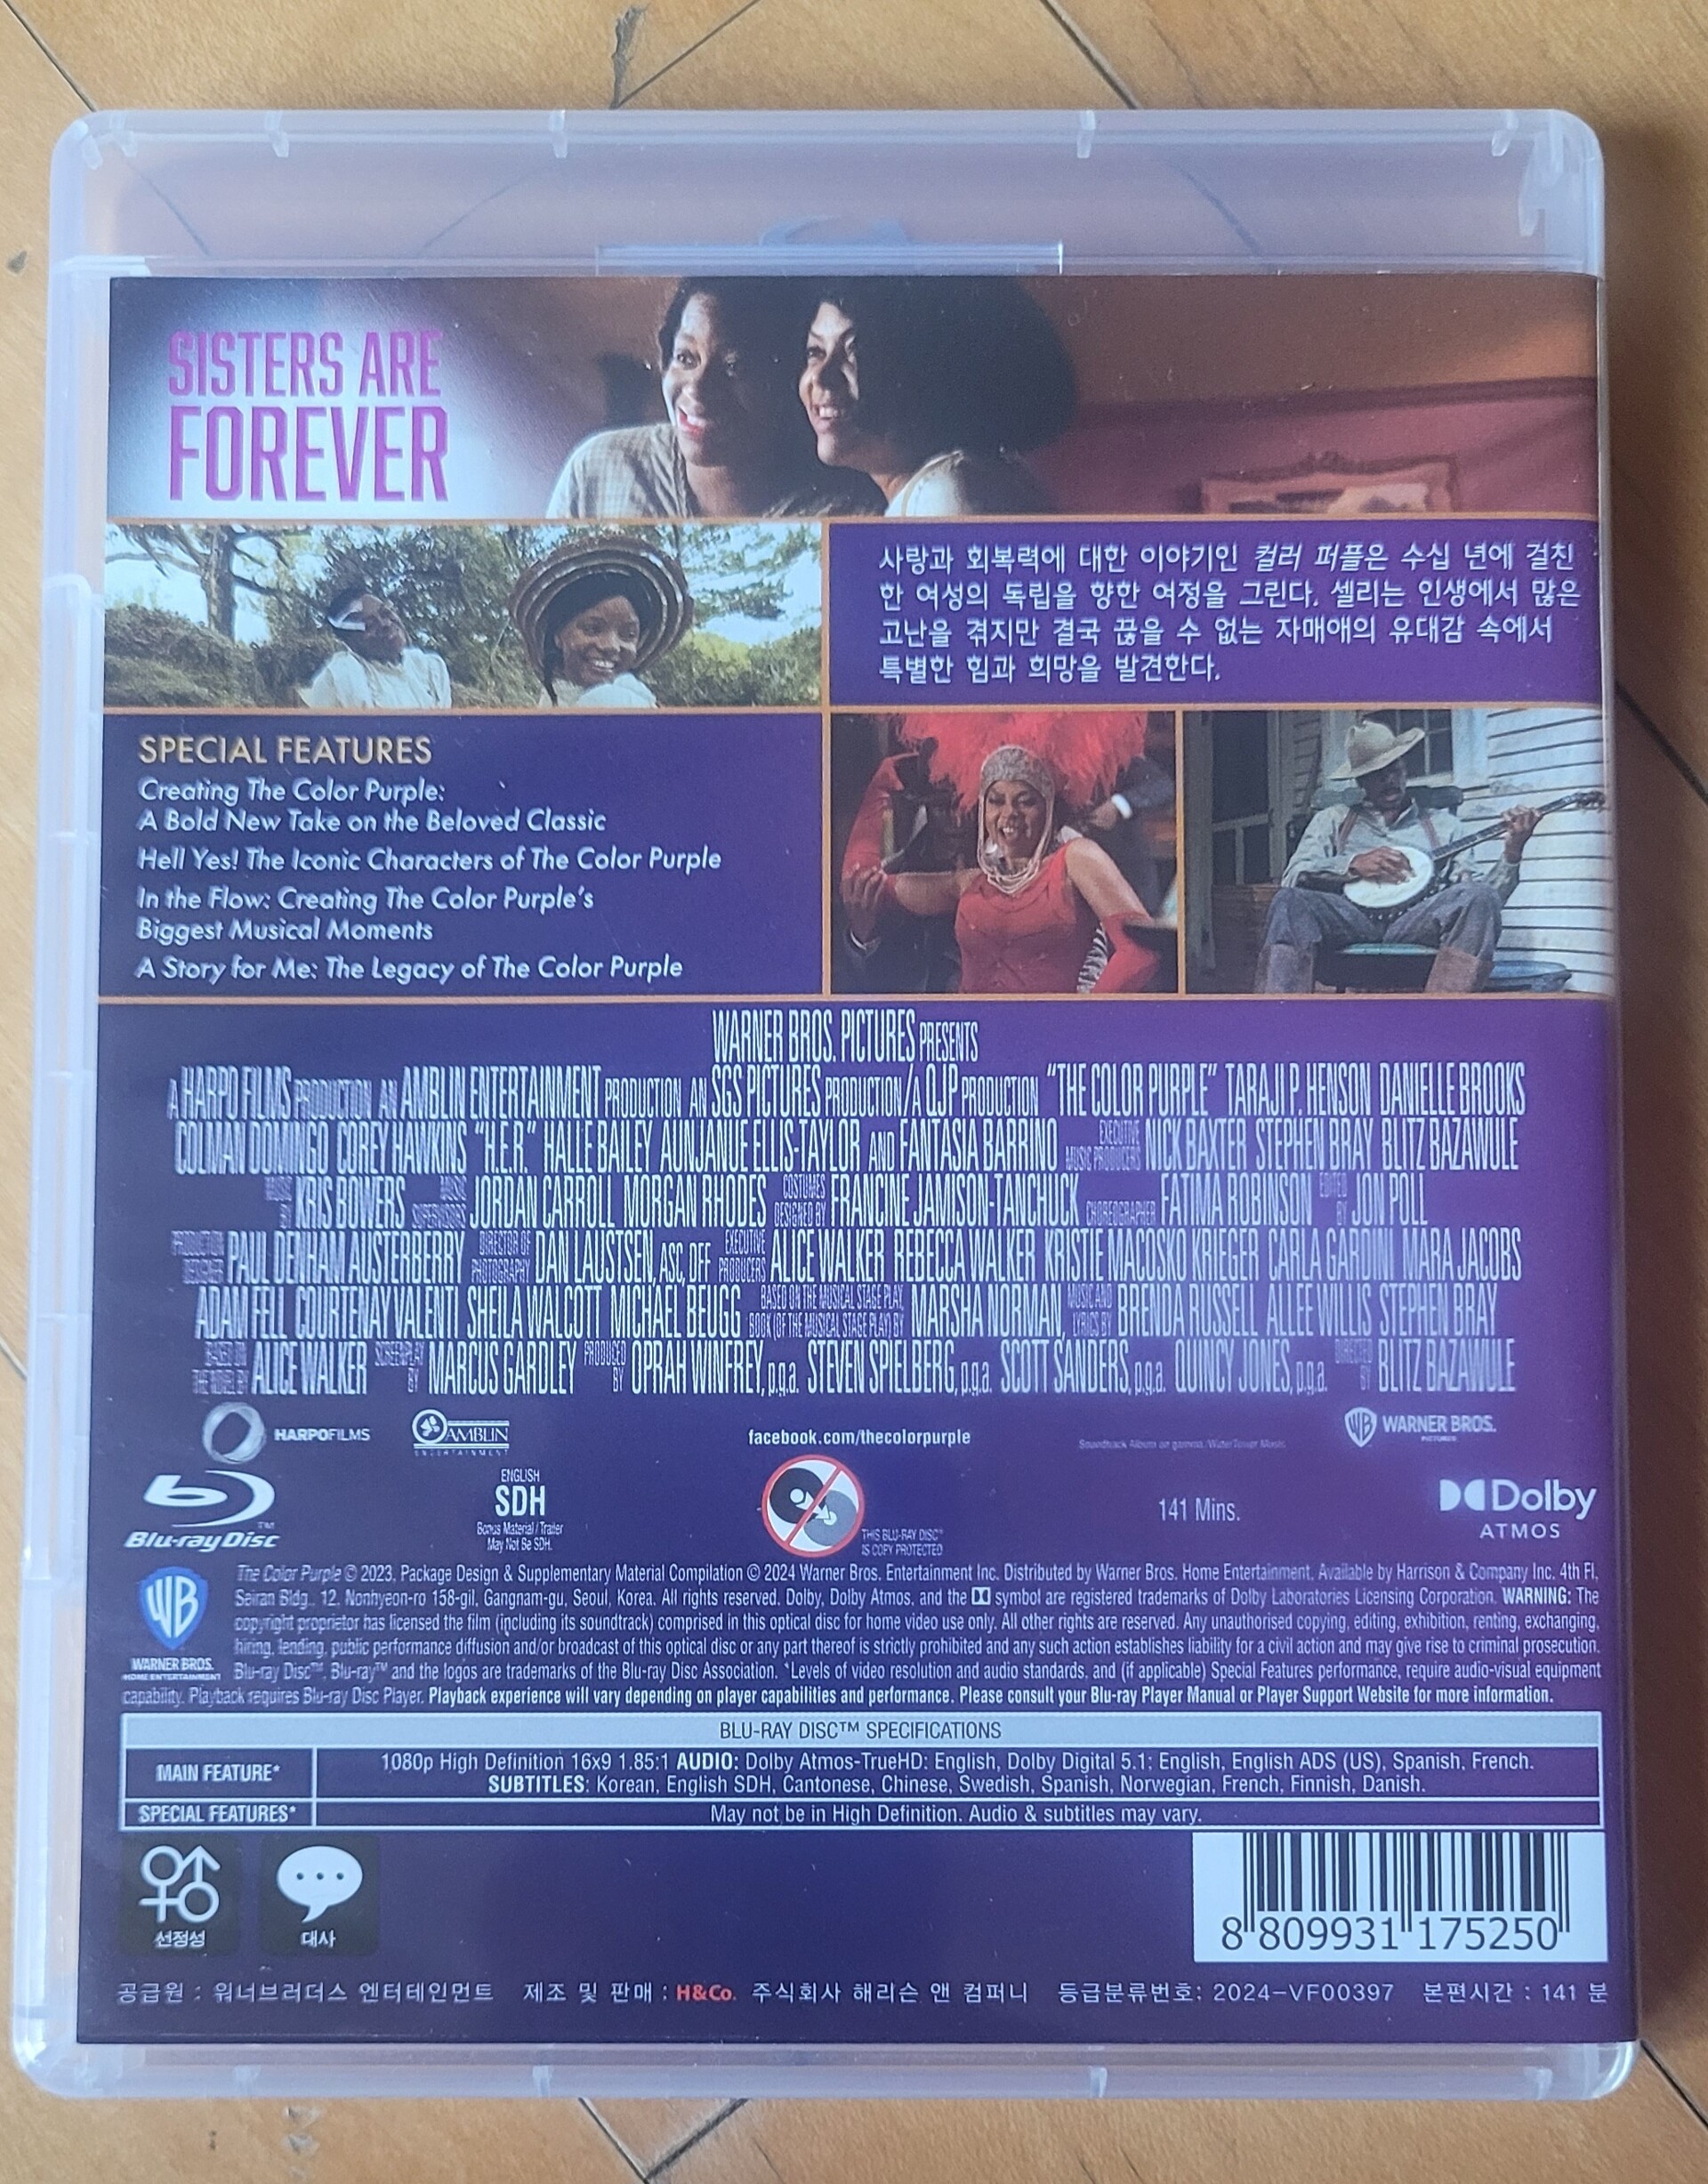 SISTERS ARE
FOREVER
사랑과 회복력에 대한 이야기인 컬러 퍼플은 수십 년에 걸친
한 여성의 독립을 향한 여정을 그린다. 셀리는 인생에서 많은
고난을 겪지만 결국 끊을 수 없는 자매애의 유대감 속에서
특별한 힘과 희망을 발견한다.
SPECIAL FEATURES
Creating The Color Purple:
A Bold New Take on the Beloved Classic
Hell Yes! The Iconic Characters of The Color Purple
In the Flow: Creating The Color Purple's
Biggest Musical Moments
A Story for Me: The Legacy of The Color Purple
WARNER BROS. PICTURES PRESENTS
A HARPO FILMS PRODUCTION AN AMBLIN ENTERTAINMENT PRODUCTION AN SGS PICTURES PRODUCTION/A QJP PRODUCTION "THE COLOR PURPLE" TARAJI P. HENSON DANIELLE BROOKS
COLMAN DOMINGO COREY HAWKINS "H.E.R." HALLE BAILEY AUNJANUE ELLIS-TAYLOR AND FANTASIA BARRINO EXECUTIVE MUSIC PRODUCERS NICK BAXTER STEPHEN BRAY BLITZ BAZAWULE
MUSIC BY KRIS BOWERS MUSIC SUPERVISORS JORDAN CARROLL MORGAN RHODES COSTUMES DESIGNED BY FRANCINE JAMISON-TANCHUCK CHOREOGRAPHER FATIMA ROBINSON EDITED BY JON POLL
PRODUCTION DESIGNER PAUL DENHAM AUSTERBERRY DIRECTOR OF PHOTOGRAPHY DAN LAUSTSEN, ASC, DFF EXECUTIVE PRODUCERS ALICE WALKER REBECCA WALKER KRISTIE MACOSKO KRIEGER CARLA GARDINI MARA JACOBS
ADAM FELL COURTENAY VALENTI SHEILA WALCOTT MICHAEL BEUGG BASED ON THE MUSICAL STAGE PLAY, BOOK (OF THE MUSICAL STAGE PLAY) BY MARSHA NORMAN, MUSIC AND LYRICS BY BRENDA RUSSELL ALLEE WILLIS STEPHEN BRAY
BASED ON THE NOVEL BY ALICE WALKER SCREENPLAY BY MARCUS GARDLEY PRODUCED BY OPRAH WINFREY, p.g.a. STEVEN SPIELBERG, p.g.a. SCOTT SANDERS, p.g.a. QUINCY JONES, p.g.a. DIRECTED BY BLITZ BAZAWULE
HARPOFILMS AMBLIN ENTERTAINMENT facebook.com/thecolorpurple Soundtrack Album on gamma./WaterTower Music WB WARNER BROS. PICTURES
Blu-ray Disc™
ENGLISH
SDH
Bonus Material/Trailer
May Not Be SDH.
THIS BLU-RAY DISC™
IS COPY PROTECTED
141 Mins.
Dolby
ATMOS
WB
WARNER BROS.
HOME ENTERTAINMENT
The Color Purple © 2023, Package Design & Supplementary Material Compilation © 2024 Warner Bros. Entertainment Inc. Distributed by Warner Bros. Home Entertainment. Available by Harrison & Company Inc. 4th Fl,
Seiran Bldg., 12, Nonhyeon-ro 158-gil, Gangnam-gu, Seoul, Korea. All rights reserved. Dolby, Dolby Atmos, and the symbol are registered trademarks of Dolby Laboratories Licensing Corporation. WARNING: The
copyright proprietor has licensed the film (including its soundtrack) comprised in this optical disc for home video use only. All other rights are reserved. Any unauthorised copying, editing, exhibition, renting, exchanging,
hiring, lending, public performance diffusion and/or broadcast of this optical disc or any part thereof is strictly prohibited and any such action establishes liability for a civil action and may give rise to criminal prosecution.
Blu-ray Disc™, Blu-ray™ and the logos are trademarks of the Blu-ray Disc Association. *Levels of video resolution and audio standards, and (if applicable) Special Features performance, require audio-visual equipment
capability. Playback requires Blu-ray Disc Player. Playback experience will vary depending on player capabilities and performance. Please consult your Blu-ray Player Manual or Player Support Website for more information.
BLU-RAY DISC™ SPECIFICATIONS
MAIN FEATURE*
1080p High Definition 16x9 1.85:1 AUDIO: Dolby Atmos-TrueHD: English, Dolby Digital 5.1: English, English ADS (US), Spanish, French.
SUBTITLES: Korean, English SDH, Cantonese, Chinese, Swedish, Spanish, Norwegian, French, Finnish, Danish.
SPECIAL FEATURES*
May not be in High Definition. Audio & subtitles may vary.
선정성
대사
8 809931 175250
공급원 : 워너브러더스 엔터테인먼트 제조 및 판매 : H&Co. 주식회사 해리슨 앤 컴퍼니 등급분류번호: 2024-VF00397 본편시간 : 141 분